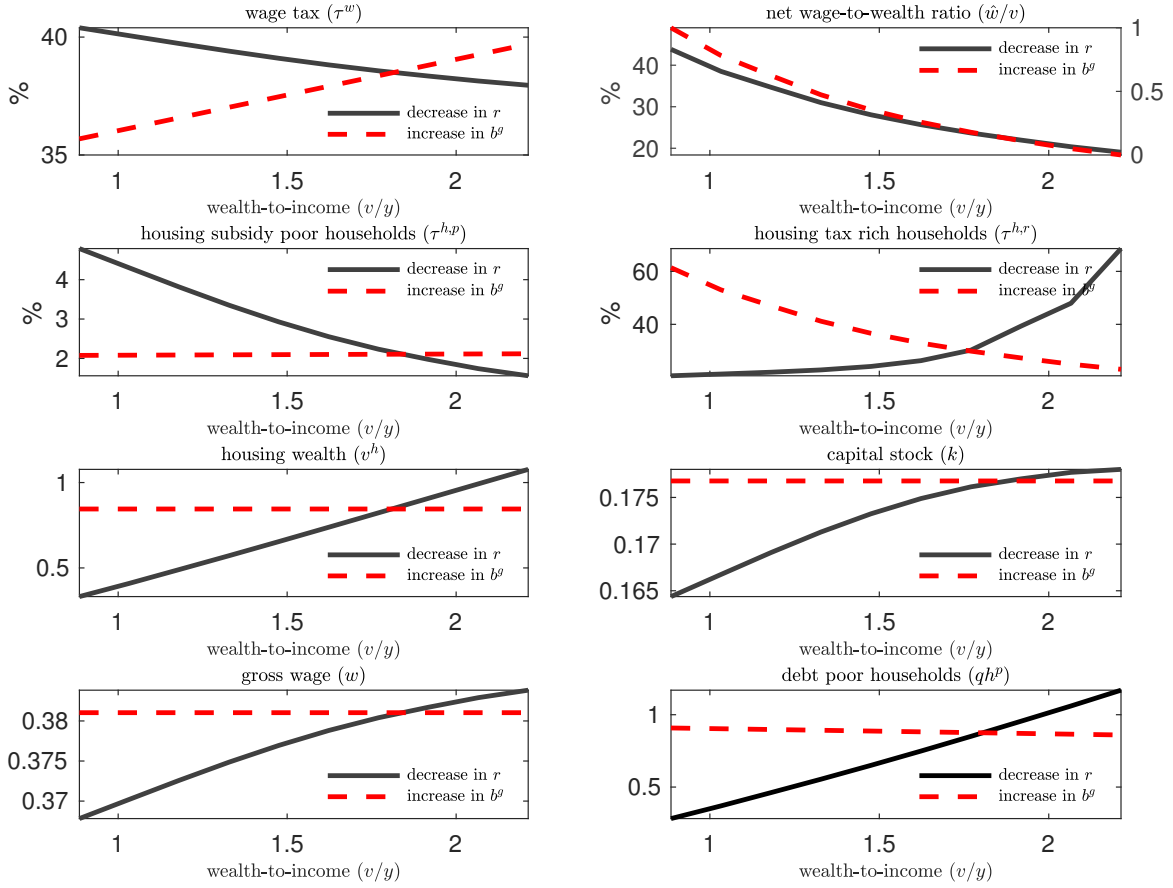 wage tax (τ^w)
40
35
%
decrease in r
increase in b^g
1
1.5
2
wealth-to-income (v/y)
net wage-to-wealth ratio (ŵ/v)
40
30
20
%
1
0.5
0
decrease in r
increase in b^g
1
1.5
2
wealth-to-income (v/y)
housing subsidy poor households (τ^{h,p})
4
3
2
%
decrease in r
increase in b^g
1
1.5
2
wealth-to-income (v/y)
housing tax rich households (τ^{h,r})
60
40
%
decrease in r
increase in b^g
1
1.5
2
wealth-to-income (v/y)
housing wealth (v^h)
1
0.5
decrease in r
increase in b^g
1
1.5
2
wealth-to-income (v/y)
capital stock (k)
0.175
0.17
0.165
decrease in r
increase in b^g
1
1.5
2
wealth-to-income (v/y)
gross wage (w)
0.38
0.375
0.37
decrease in r
increase in b^g
1
1.5
2
wealth-to-income (v/y)
debt poor households (qh^p)
1
0.5
decrease in r
increase in b^g
1
1.5
2
wealth-to-income (v/y)